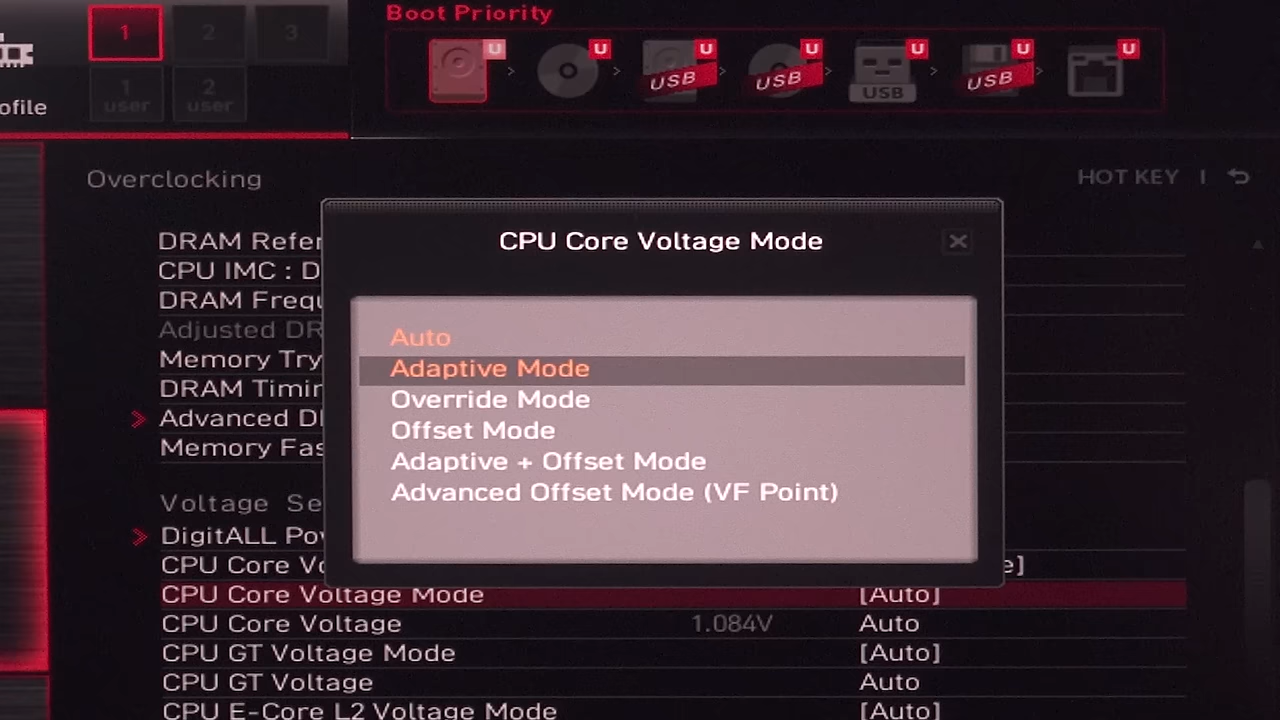 Boot Priority
1 2 3
U U U U U U U
USB USB USB USB
ofile
1 user 2 user
Overclocking
HOT KEY |
CPU Core Voltage Mode
DRAM Refer
CPU IMC : D
DRAM Frequ
Adjusted DR
Memory Try
DRAM Timin
Advanced D
Memory Fas
Auto
Adaptive Mode
Override Mode
Offset Mode
Adaptive + Offset Mode
Advanced Offset Mode (VF Point)
Voltage Se
DigitALL Po
CPU Core Vo e]
CPU Core Voltage Mode [Auto]
CPU Core Voltage 1.084V Auto
CPU GT Voltage Mode [Auto]
CPU GT Voltage Auto
CPU E-Core L2 Voltage Mode [Auto]